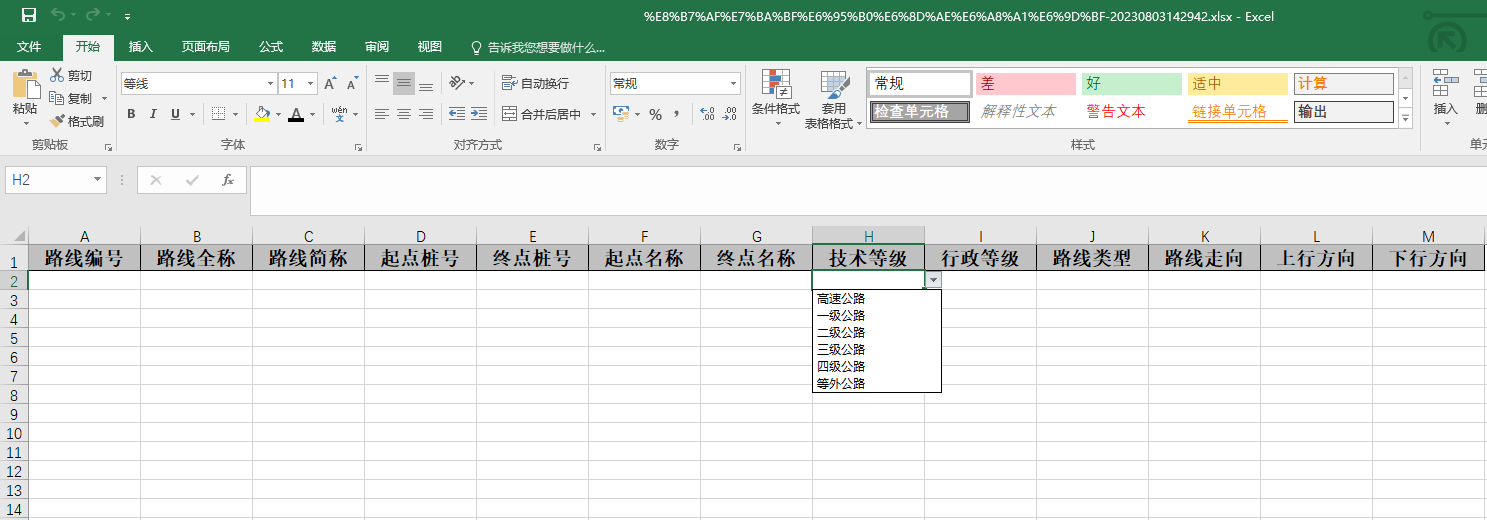 %E8%B7%AF%E7%BA%BF%E6%95%B0%E6%8D%AE%E6%A8%A1%E6%9D%BF-20230803142942.xlsx - Excel
文件 开始 插入 页面布局 公式 数据 审阅 视图 告诉我您想要做什么...
粘贴 剪切 复制 格式刷
等线 11 A A
B I U A wén 文
自动换行
合并后居中
常规
% , .0 .00 .00 .0
条件格式 套用表格格式
常规 差 好 适中 计算
检查单元格 解释性文本 警告文本 链接单元格 输出
插入 删
剪贴板 字体 对齐方式 数字 样式 单元
H2 fx
A B C D E F G H I J K L M
1 路线编号 路线全称 路线简称 起点桩号 终点桩号 起点名称 终点名称 技术等级 行政等级 路线类型 路线走向 上行方向 下行方向
2
3 高速公路
4 一级公路
二级公路
5 三级公路
6 四级公路
7 等外公路
8
9
10
11
12
13
14